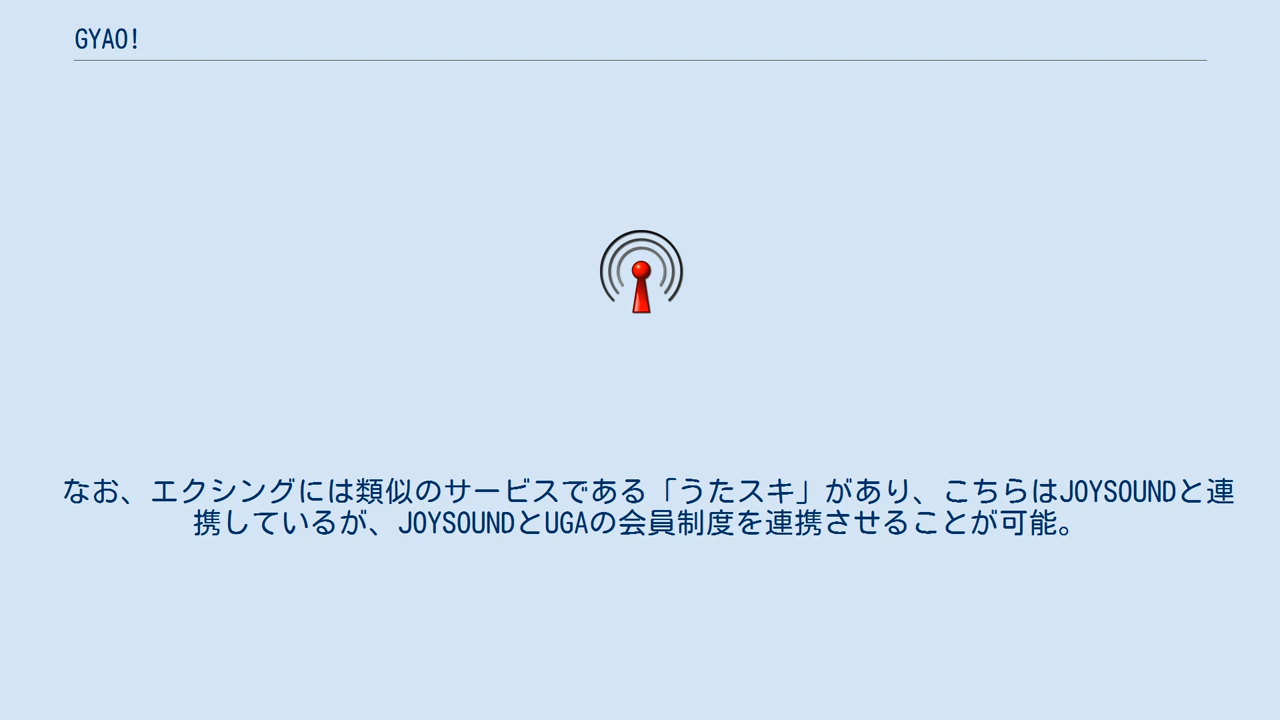 GYAO!
なお、エクシングには類似のサービスである「うたスキ」があり、こちらはJOYSOUNDと連
携しているが、JOYSOUNDとUGAの会員制度を連携させることが可能。